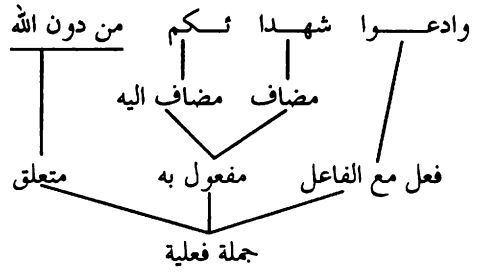 وادعـــوا شهـدا ئـكم من دون الله
مضاف مضاف اليه
فعل مع الفاعل مفعول به متعلق
جملة فعلية